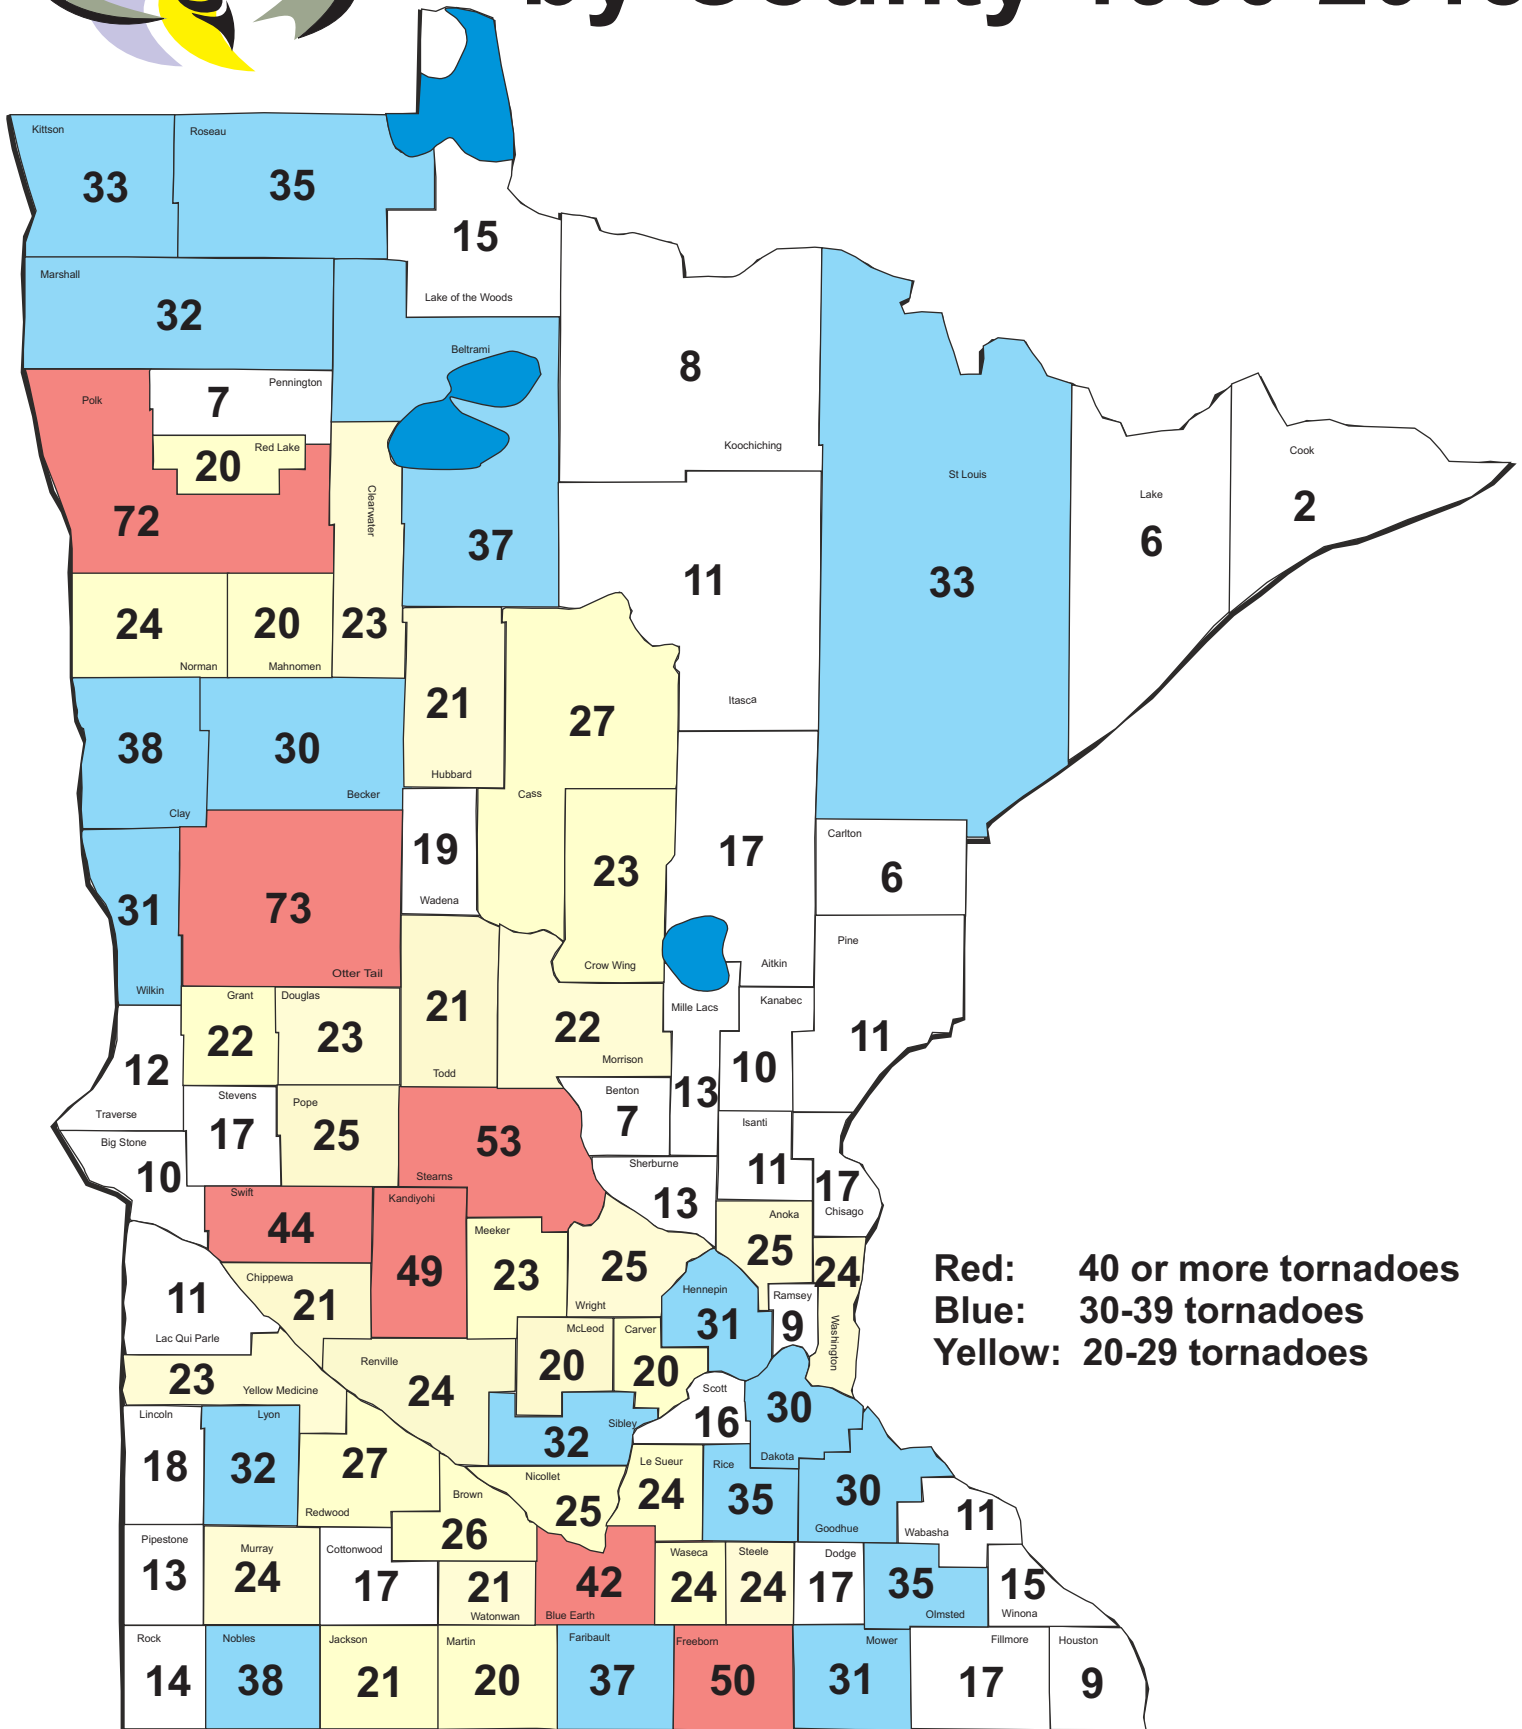 by County
Kittson
33
Roseau
35
15
Lake of the Woods
Marshall
32
Beltrami
37
8
Koochiching
St Louis
33
Lake
6
Cook
2
Polk
72
7
Pennington
Red Lake
20
Clearwater
23
11
Itasca
24
Norman
20
Mahnomen
21
Hubbard
27
Cass
38
Clay
30
Becker
19
Wadena
23
Crow Wing
17
Aitkin
Carlton
6
31
Wilkin
73
Otter Tail
Pine
11
Grant
22
Douglas
23
21
Todd
22
Morrison
Mille Lacs
13
Kanabec
10
12
Traverse
Stevens
17
Pope
25
53
Stearns
Benton
7
Isanti
11
17
Chisago
Big Stone
10
Swift
44
Kandiyohi
49
Meeker
23
Sherburne
13
Anoka
25
24
Washington
11
Lac Qui Parle
Chippewa
21
25
Wright
Hennepin
31
Ramsey
9
Red: 40 or more tornadoes
Blue: 30-39 tornadoes
Yellow: 20-29 tornadoes
23
Yellow Medicine
Renville
24
McLeod
20
Carver
20
Scott
16
30
Dakota
Lincoln
18
Lyon
32
27
Redwood
Sibley
32
Nicollet
25
Le Sueur
24
Rice
35
30
Goodhue
Wabasha
11
Brown
26
Pipestone
13
Murray
24
Cottonwood
17
21
Watonwan
42
Blue Earth
Waseca
24
Steele
24
Dodge
17
35
Olmsted
15
Winona
Rock
14
Nobles
38
Jackson
21
Martin
20
Faribault
37
Freeborn
50
Mower
31
Fillmore
17
Houston
9